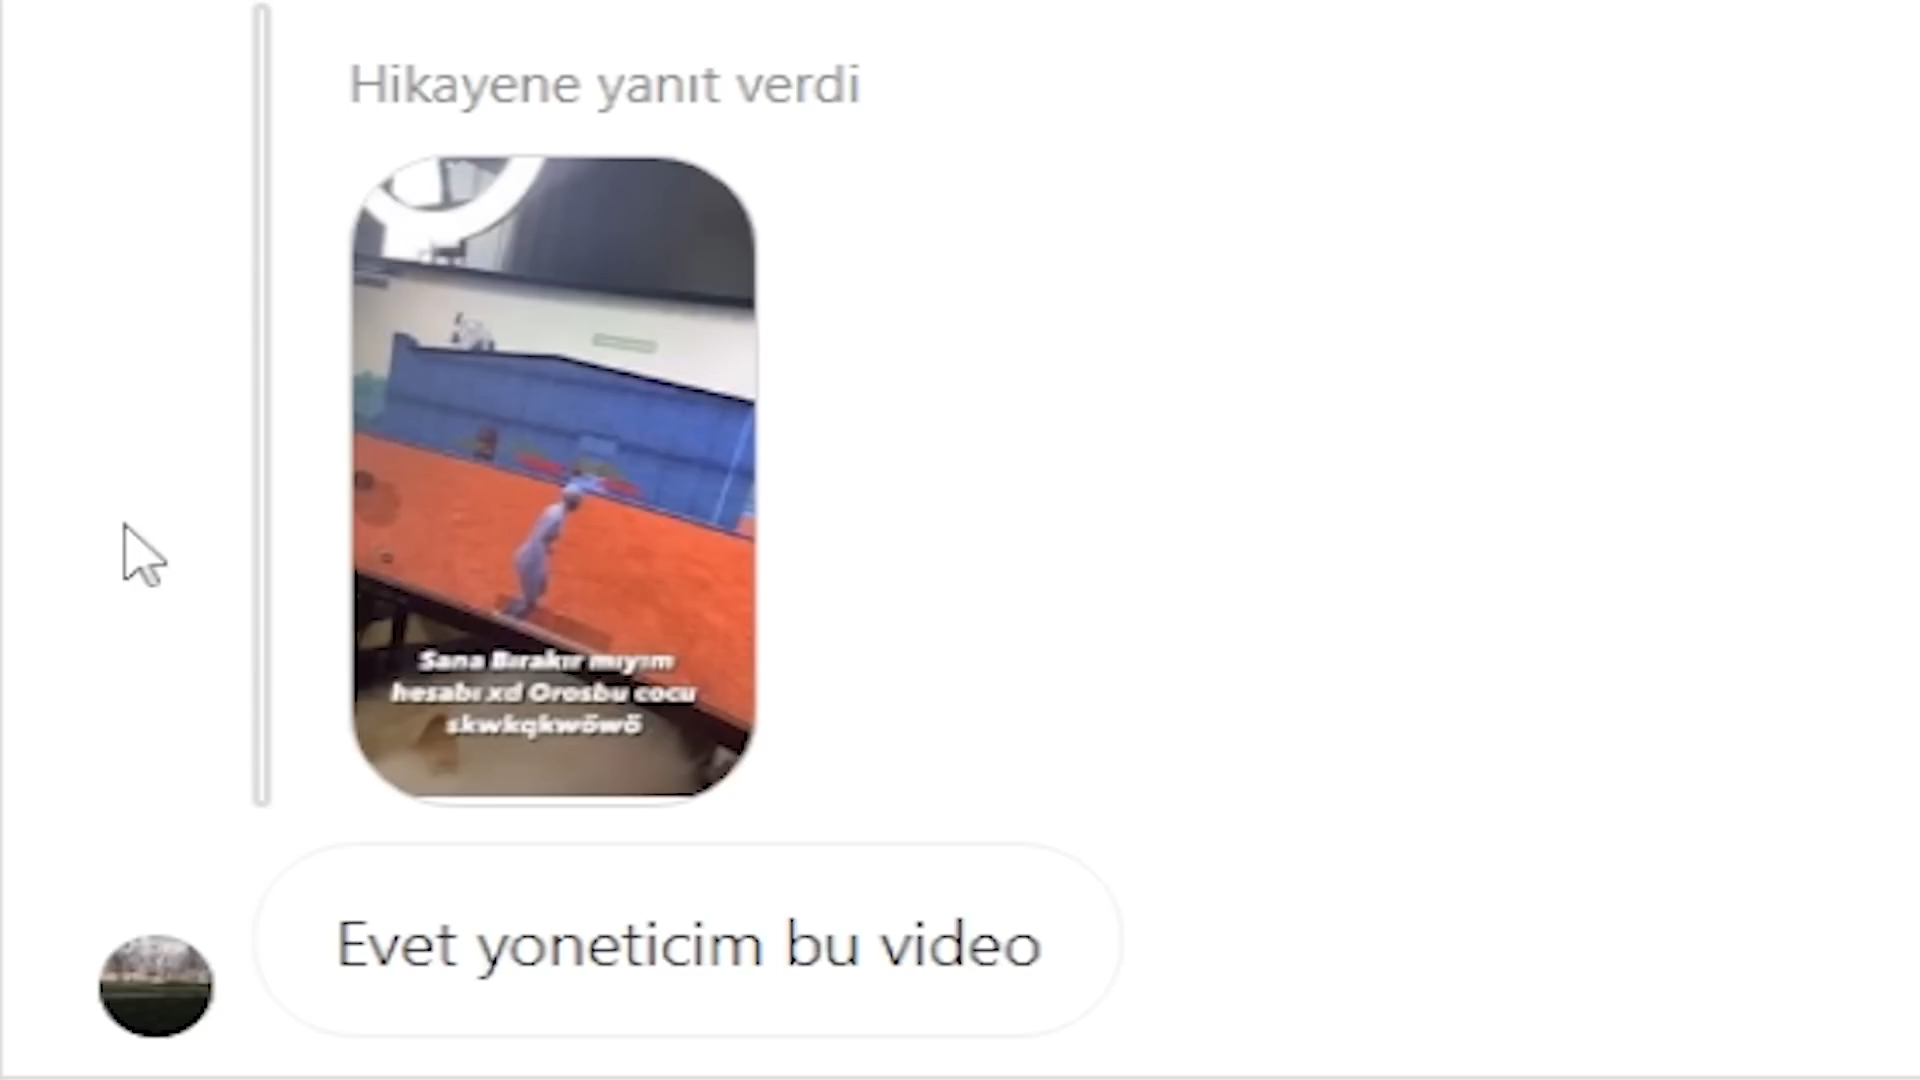 Hikayene yanıt verdi
Sana Bırakır mıyım
hesabı xd Orosbu cocu
skwkqkwöwö
Evet yoneticim bu video